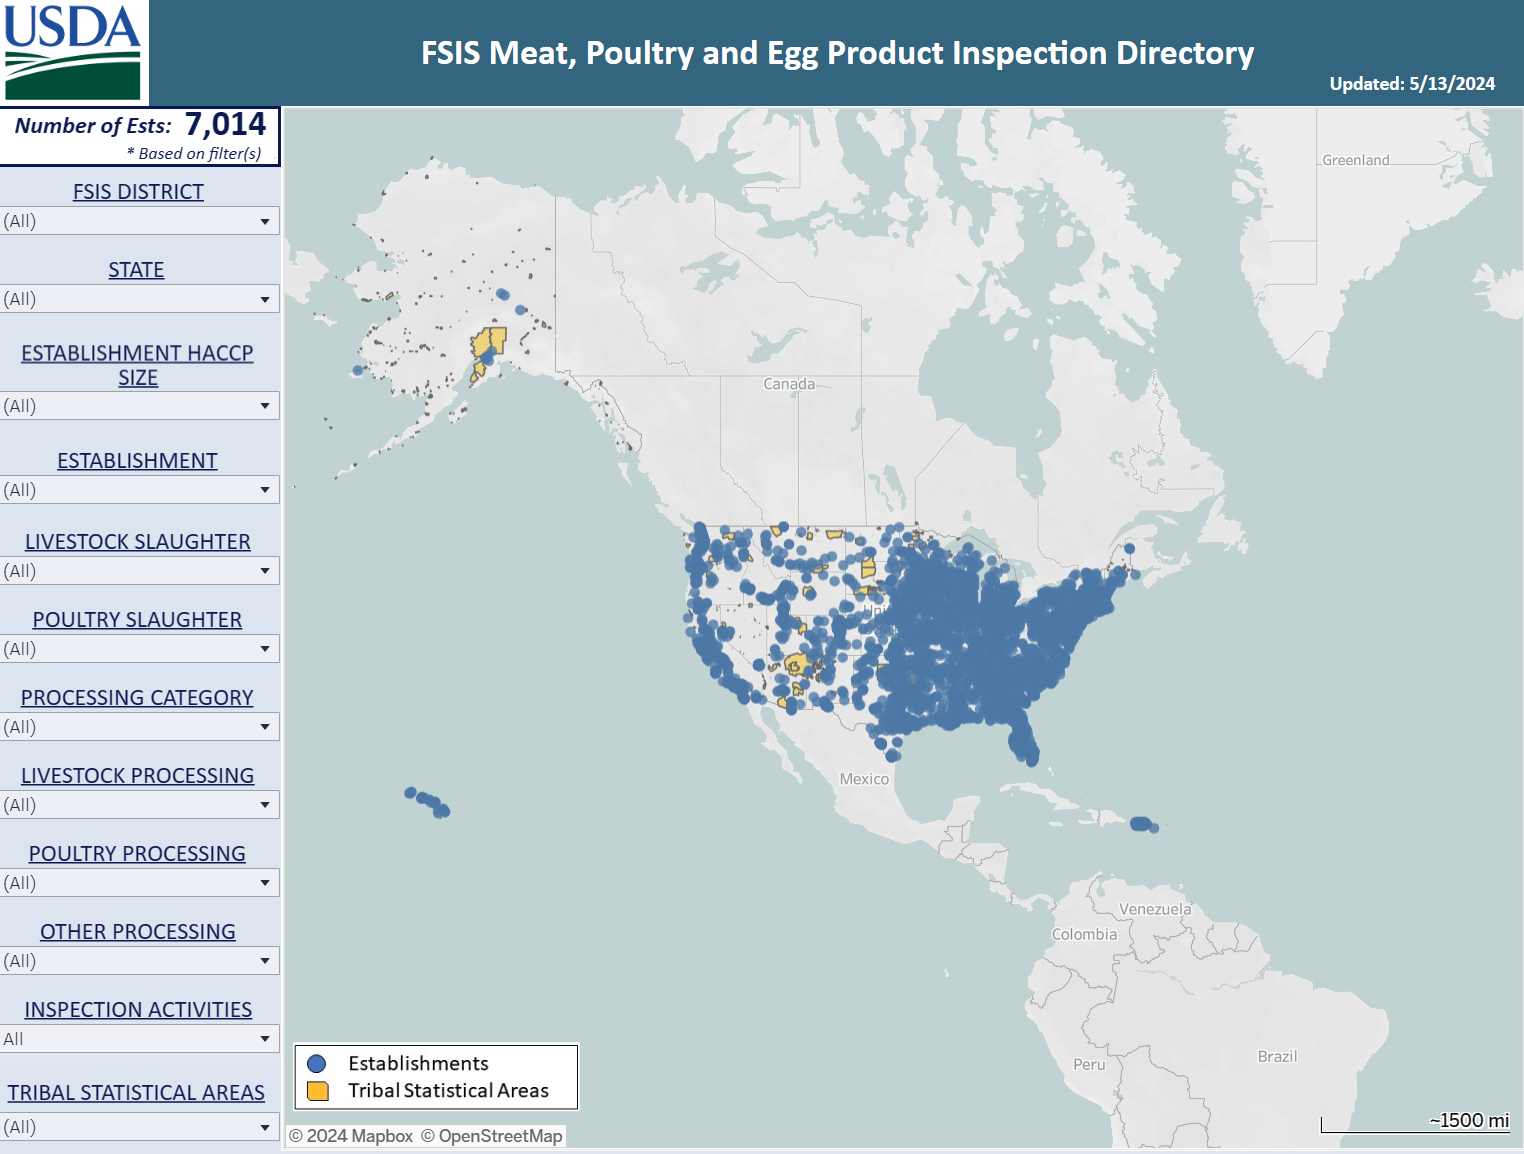 USDA
FSIS Meat, Poultry and Egg Product Inspection Directory
Updated: 5/13/2024
Number of Ests: 7,014
* Based on filter(s)
FSIS DISTRICT
(All)
STATE
(All)
ESTABLISHMENT HACCP
SIZE
(All)
ESTABLISHMENT
(All)
LIVESTOCK SLAUGHTER
(All)
POULTRY SLAUGHTER
(All)
PROCESSING CATEGORY
(All)
LIVESTOCK PROCESSING
(All)
POULTRY PROCESSING
(All)
OTHER PROCESSING
(All)
INSPECTION ACTIVITIES
All
TRIBAL STATISTICAL AREAS
(All)
Greenland
Canada
Mexico
Venezuela
Colombia
Peru
Brazil
Establishments
Tribal Statistical Areas
~1500 mi
© 2024 Mapbox © OpenStreetMap